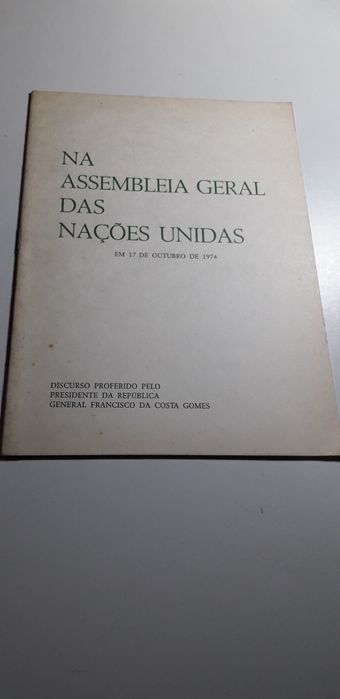 NA
ASSEMBLEIA GERAL
DAS
NAÇÕES UNIDAS
EM 17 DE OUTUBRO DE 1974
DISCURSO PROFERIDO PELO
PRESIDENTE DA REPÚBLICA
GENERAL FRANCISCO DA COSTA GOMES